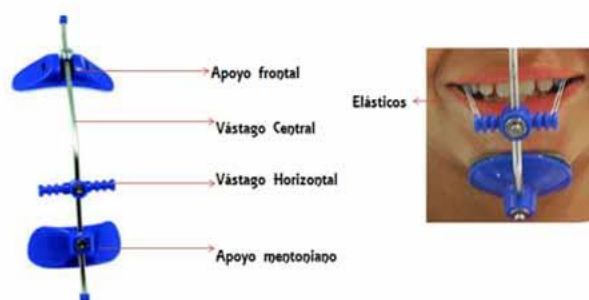 Apoyo frontal
Elásticos
Vástago Central
Vástago Horizontal
Apoyo mentoniano